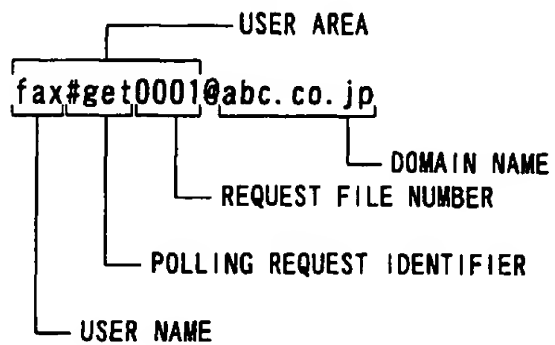 USER AREA
fax#get0001@abc.co.jp
DOMAIN NAME
REQUEST FILE NUMBER
POLLING REQUEST IDENTIFIER
USER NAME